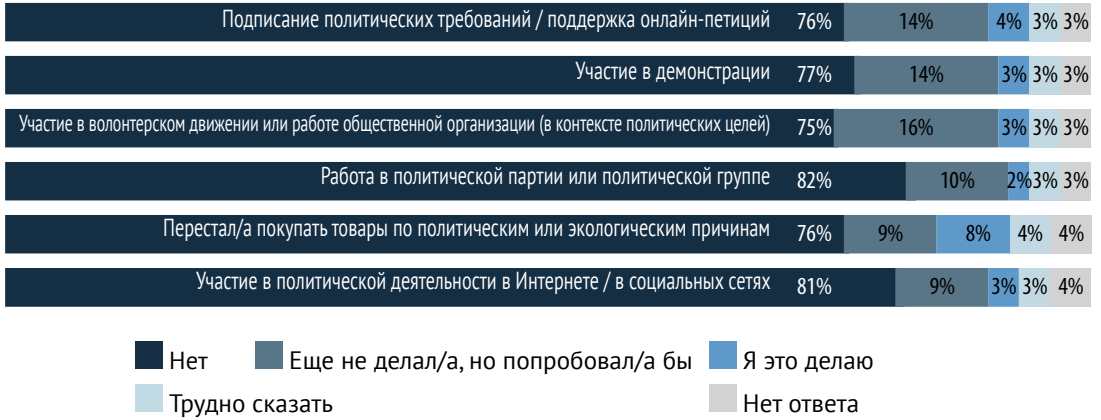 Подписание политических требований / поддержка онлайн-петиций 76% 14% 4% 3% 3%
Участие в демонстрации 77% 14% 3% 3% 3%
Участие в волонтерском движении или работе общественной организации (в контексте политических целей) 75% 16% 3% 3% 3%
Работа в политической партии или политической группе 82% 10% 2% 3% 3%
Перестал/а покупать товары по политическим или экологическим причинам 76% 9% 8% 4% 4%
Участие в политической деятельности в Интернете / в социальных сетях 81% 9% 3% 3% 4%
Нет Еще не делал/а, но попробовал/а бы Я это делаю
Трудно сказать Нет ответа